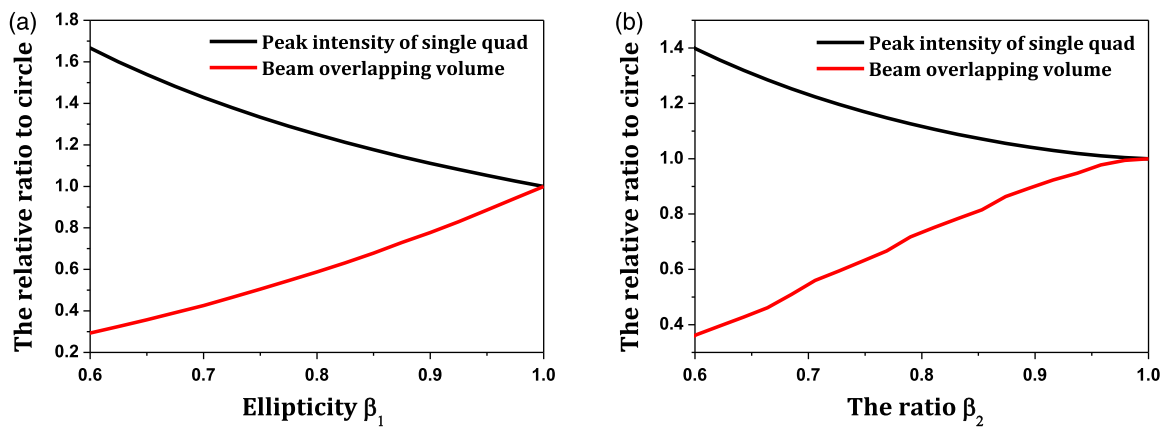 (a)
The relative ratio to circle
1.8
1.6
1.4
1.2
1.0
0.8
0.6
0.4
0.2
Peak intensity of single quad
Beam overlapping volume
0.6 0.7 0.8 0.9 1.0
Ellipticity β₁
(b)
The relative ratio to circle
1.4
1.2
1.0
0.8
0.6
0.4
Peak intensity of single quad
Beam overlapping volume
0.6 0.7 0.8 0.9 1.0
The ratio β₂